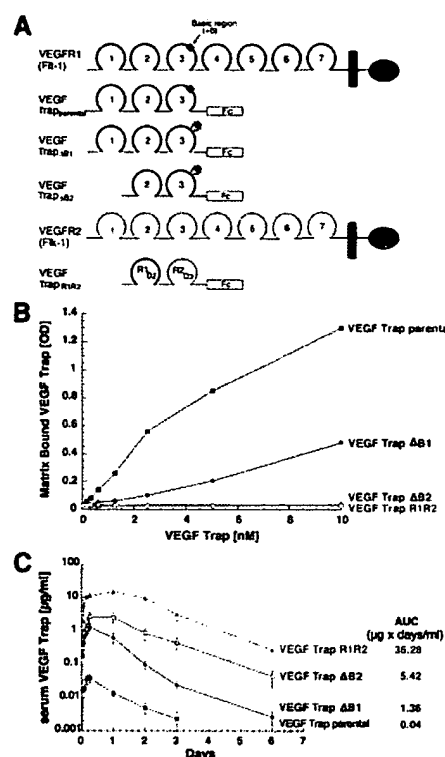 A
Basic region
VEGFR1
(Flt-1)
1 2 3 4 5 6 7
VEGF
Trap parental
1 2 3 Fc
VEGF
Trap ΔB1
1 2 3 Fc
VEGF
Trap ΔB2
2 3 Fc
VEGFR2
(Flk-1)
1 2 3 4 5 6 7
VEGF
Trap R1R2
R1D2 R2D3 Fc
B
Matrix Bound VEGF Trap [OD]
1.4
1.2
1
0.8
0.6
0.4
0.2
0
0 2 4 6 8 10
VEGF Trap [nM]
VEGF Trap parental
VEGF Trap ΔB1
VEGF Trap ΔB2
VEGF Trap R1R2
C
serum VEGF Trap [µg/ml]
100
10
1
0.1
0.01
0.001
0 1 2 3 4 5 6 7
Days
AUC
(µg x days/ml)
VEGF Trap R1R2 36.28
VEGF Trap ΔB2 5.42
VEGF Trap ΔB1 1.36
VEGF Trap parental 0.04